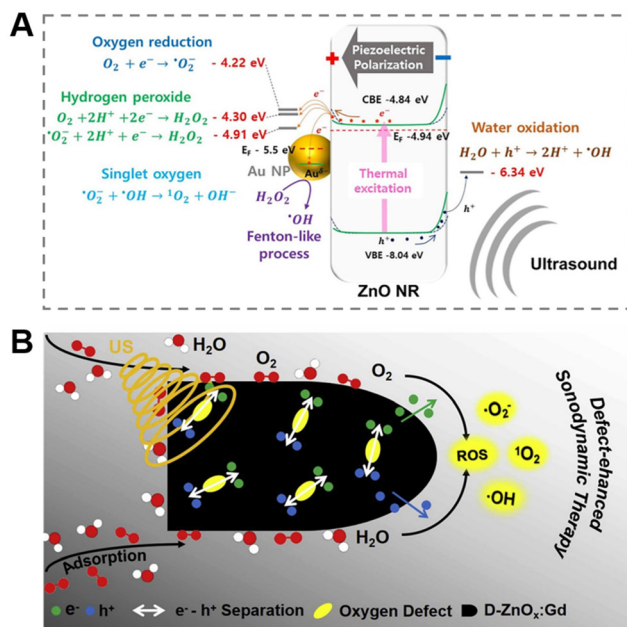 A
Oxygen reduction
O₂ + e⁻ → •O₂⁻ - 4.22 eV
Hydrogen peroxide
O₂ +2H⁺ +2e⁻ → H₂O₂ - 4.30 eV
•O₂⁻ +2H⁺ + e⁻ → H₂O₂ - 4.91 eV
Singlet oxygen
•O₂⁻ + •OH → ¹O₂ + OH⁻
+
Piezoelectric
Polarization
−
CBE -4.84 eV
e⁻
e⁻
E_F -4.94 eV
E_F - 5.5 eV
Au NP
Au^δ⁻
H₂O₂
•OH
Fenton-like
process
Thermal
excitation
h⁺
VBE -8.04 eV
ZnO NR
Water oxidation
H₂O + h⁺ → 2H⁺ + •OH
- 6.34 eV
h⁺
Ultrasound
B
US
H₂O
O₂
O₂
H₂O
Adsorption
ROS
·O₂⁻
¹O₂
·OH
Defect-ehanced
Sonodynamic Therapy
e⁻ h⁺ e⁻ - h⁺ Separation Oxygen Defect D-ZnOₓ:Gd